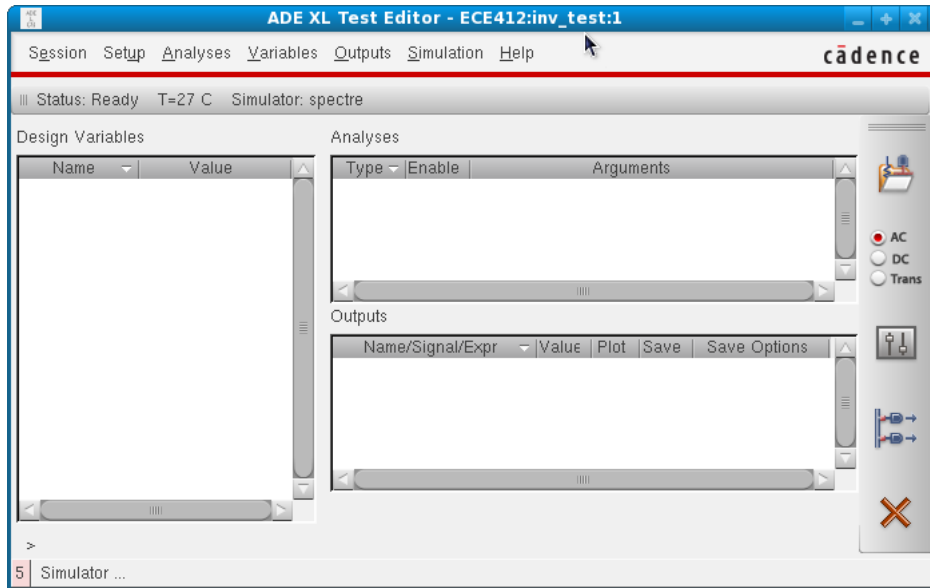 ADE XL Test Editor - ECE412:inv_test:1
Session Setup Analyses Variables Outputs Simulation Help
cādence
Status: Ready T=27 C Simulator: spectre
Design Variables
Name Value
Analyses
Type Enable Arguments
AC
DC
Trans
Outputs
Name/Signal/Expr Value Plot Save Save Options
>
5 Simulator ...